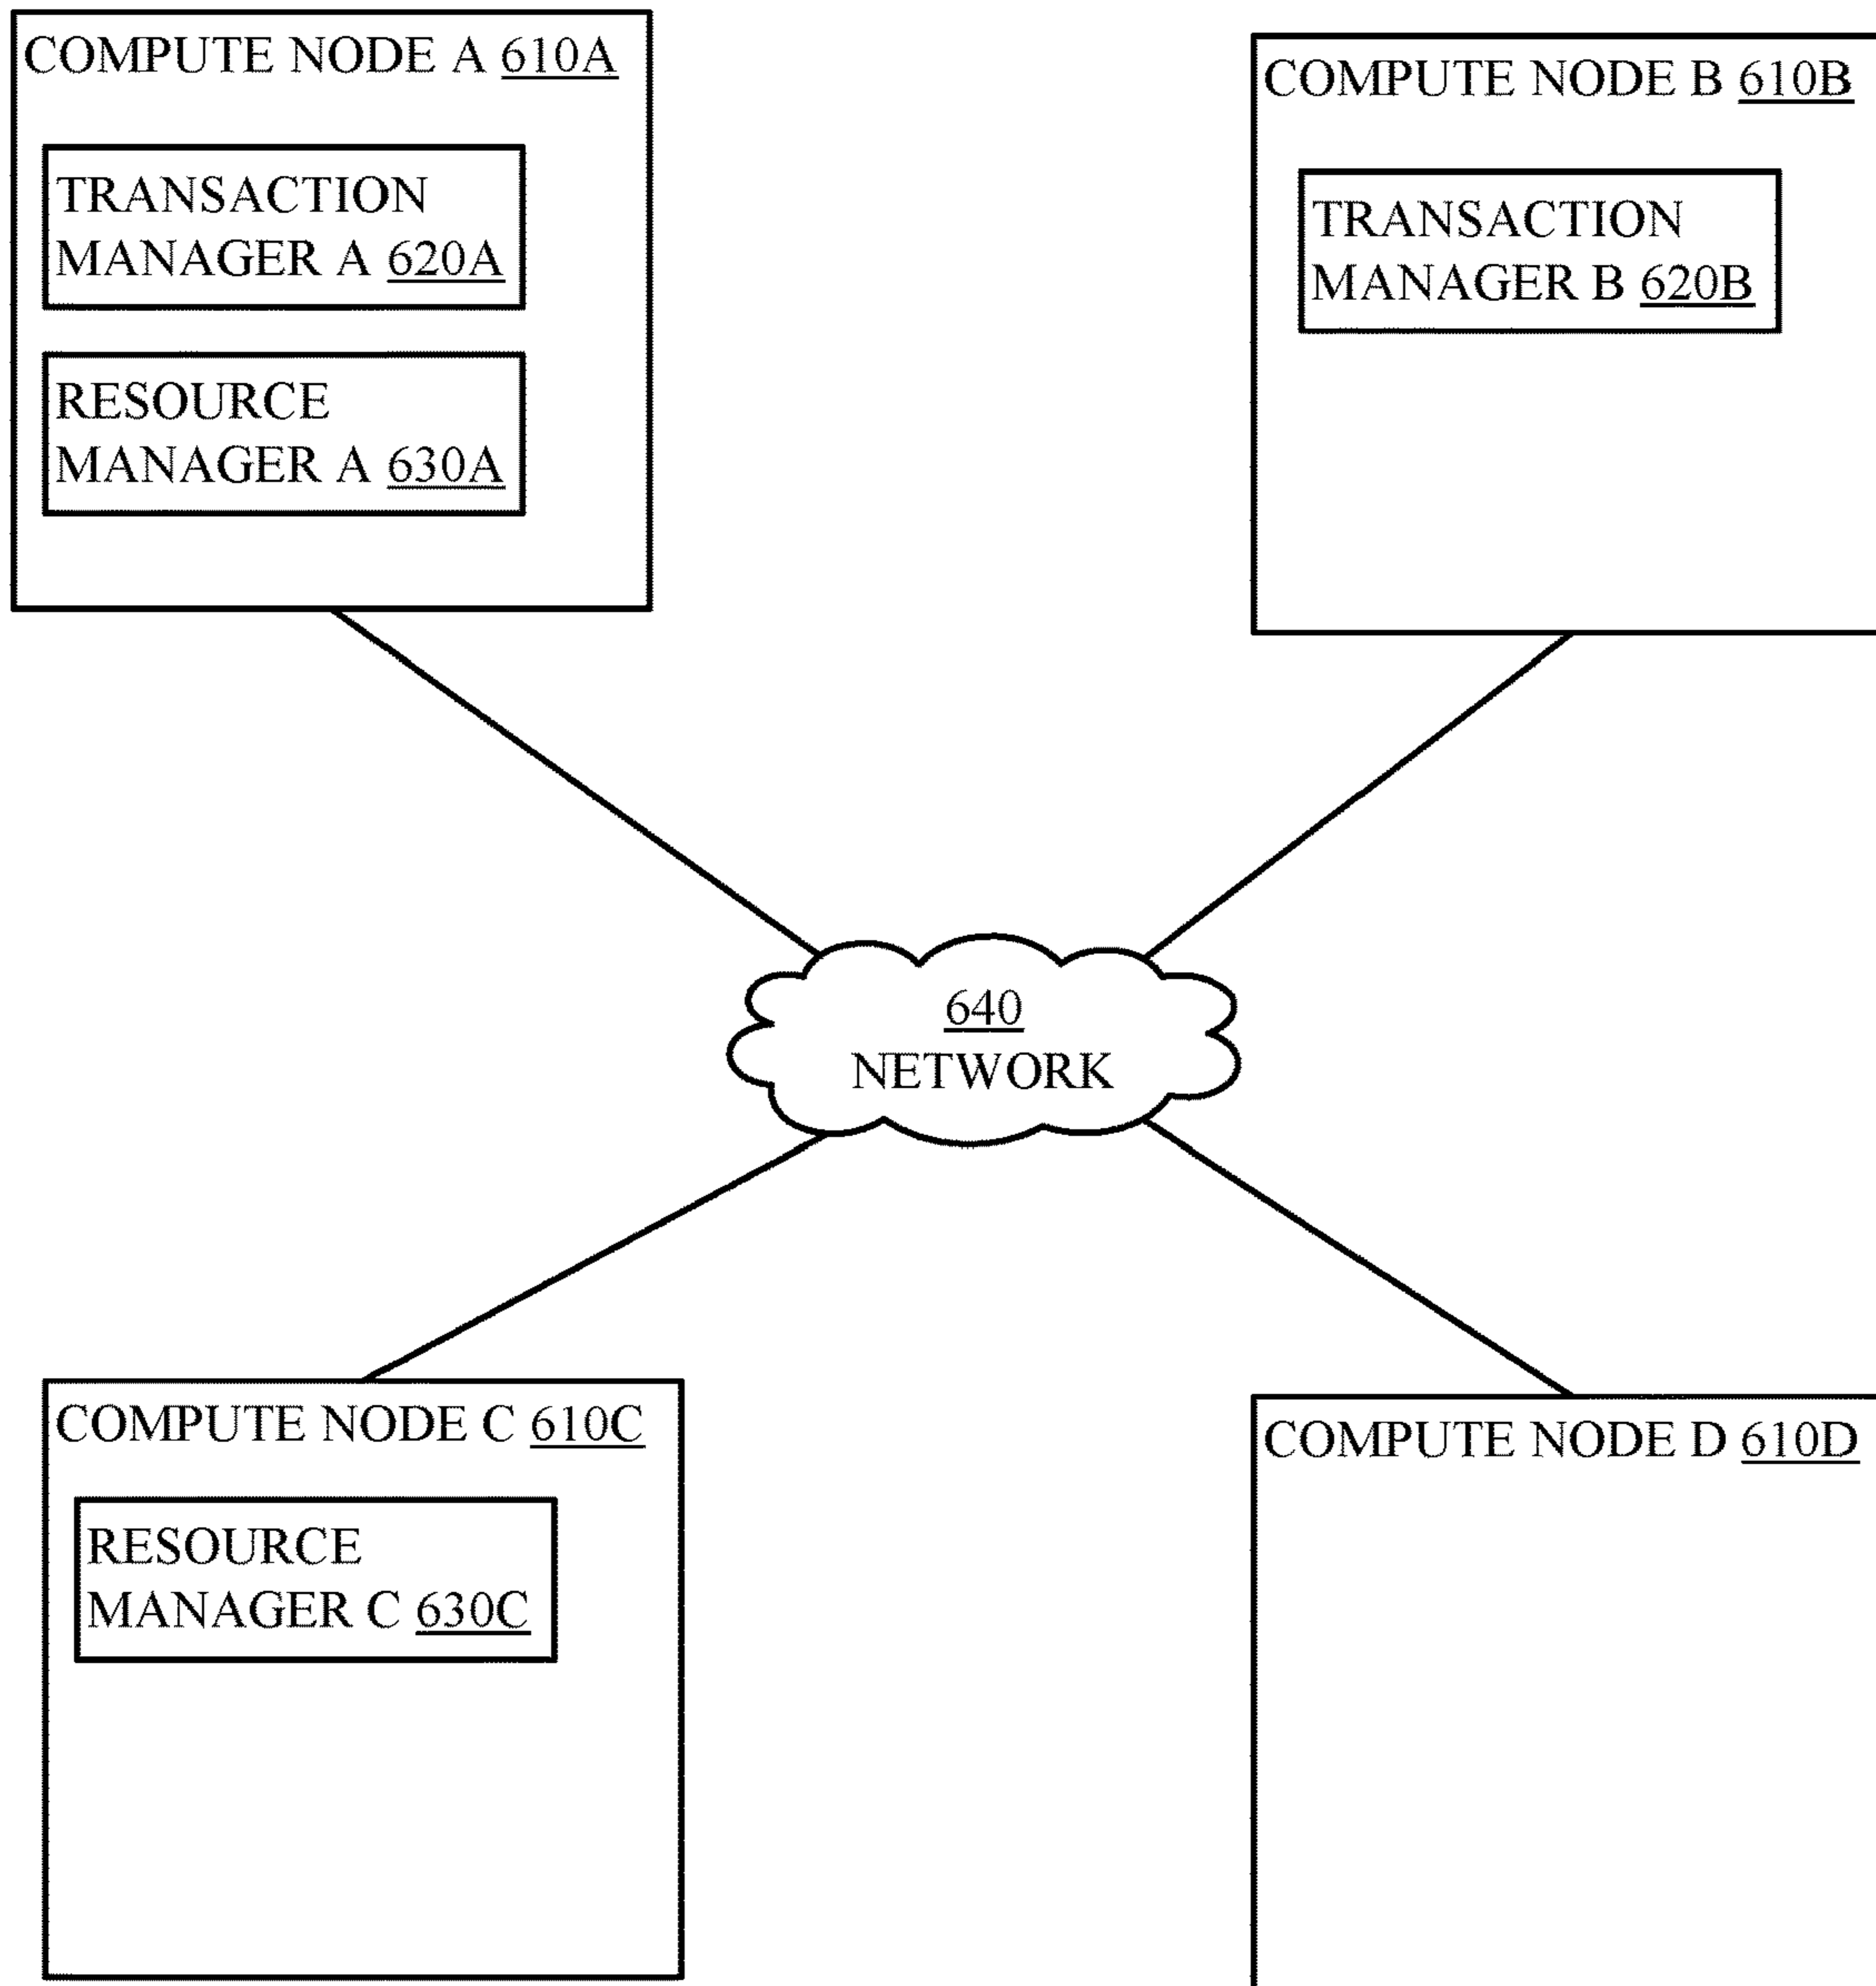 COMPUTE NODE A 610A
TRANSACTION
MANAGER A 620A
RESOURCE
MANAGER A 630A
COMPUTE NODE B 610B
TRANSACTION
MANAGER B 620B
640
NETWORK
COMPUTE NODE C 610C
RESOURCE
MANAGER C 630C
COMPUTE NODE D 610D